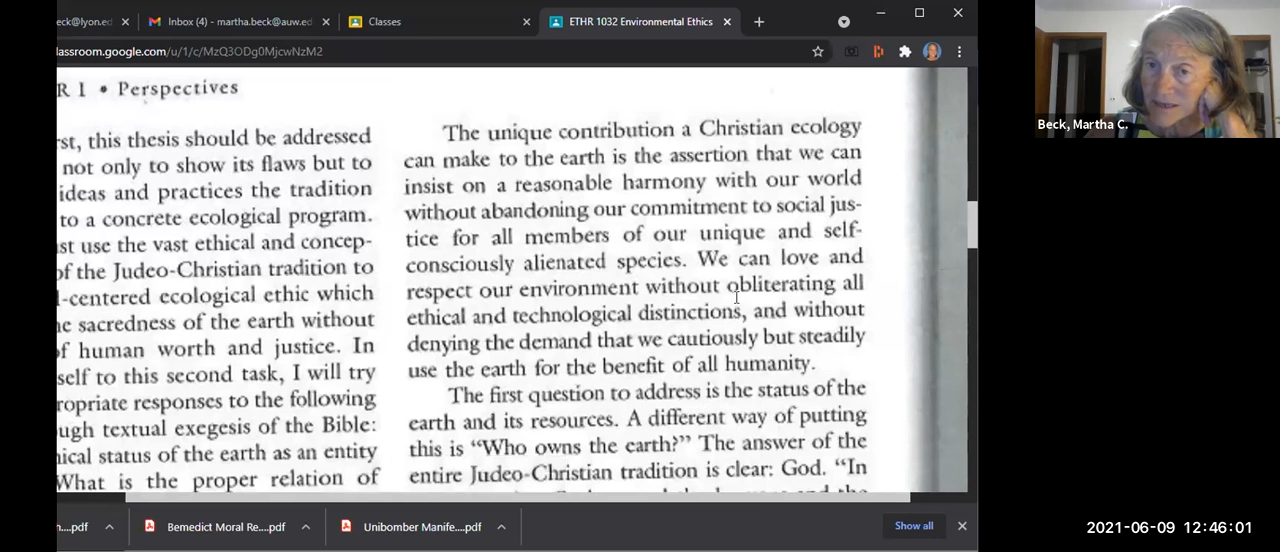 eck@lyon.ed
Inbox (4) - martha.beck@auw.ed
Classes
ETHR 1032 Environmental Ethics
lassroom.google.com/u/1/c/MzQ3ODg0MjcwNzM2
R I • Perspectives
rst, this thesis should be addressed
not only to show its flaws but to
ideas and practices the tradition
to a concrete ecological program.
st use the vast ethical and concep-
of the Judeo-Christian tradition to
l-centered ecological ethic which
e sacredness of the earth without
of human worth and justice. In
self to this second task, I will try
ropriate responses to the following
ugh textual exegesis of the Bible:
ical status of the earth as an entity
What is the proper relation of
The unique contribution a Christian ecology
can make to the earth is the assertion that we can
insist on a reasonable harmony with our world
without abandoning our commitment to social jus-
tice for all members of our unique and self-
consciously alienated species. We can love and
respect our environment without obliterating all
ethical and technological distinctions, and without
denying the demand that we cautiously but steadily
use the earth for the benefit of all humanity.
The first question to address is the status of the
earth and its resources. A different way of putting
this is "Who owns the earth?" The answer of the
entire Judeo-Christian tradition is clear: God. "In
n....pdf
Bemedict Moral Re....pdf
Unibomber Manife....pdf
Show all
Beck, Martha C.
2021-06-09 12:46:01